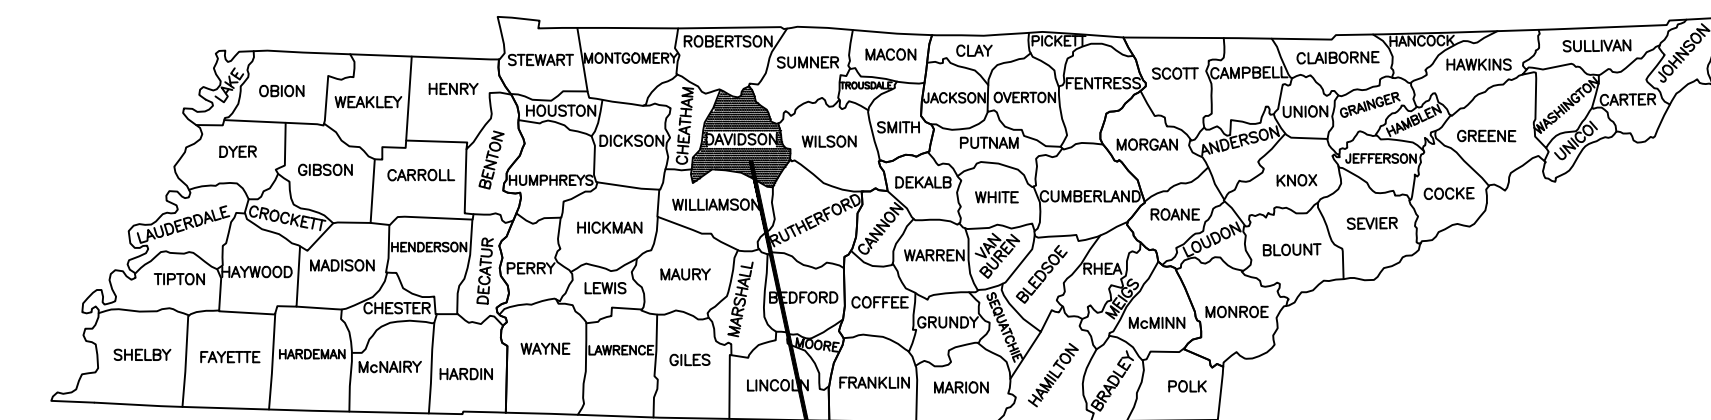 LAKE
OBION
WEAKLEY
HENRY
STEWART
MONTGOMERY
ROBERTSON
SUMNER
MACON
CLAY
PICKETT
FENTRESS
SCOTT
CAMPBELL
CLAIBORNE
HANCOCK
HAWKINS
SULLIVAN
JOHNSON
HOUSTON
CHEATHAM
TROUSDALE
JACKSON
OVERTON
UNION
GRAINGER
HAMBLEN
WASHINGTON
CARTER
UNICOI
GREENE
DYER
GIBSON
CARROLL
BENTON
HUMPHREYS
DICKSON
DAVIDSON
WILSON
SMITH
PUTNAM
MORGAN
ANDERSON
JEFFERSON
KNOX
COCKE
LAUDERDALE
CROCKETT
WILLIAMSON
DEKALB
WHITE
CUMBERLAND
ROANE
SEVIER
HICKMAN
RUTHERFORD
CANNON
LOUDON
BLOUNT
TIPTON
HAYWOOD
MADISON
HENDERSON
DECATUR
PERRY
LEWIS
MAURY
MARSHALL
BEDFORD
COFFEE
WARREN
VAN
BUREN
BLEDSOE
RHEA
MEIGS
McMINN
MONROE
CHESTER
GRUNDY
SEQUATCHIE
SHELBY
FAYETTE
HARDEMAN
McNAIRY
HARDIN
WAYNE
LAWRENCE
GILES
LINCOLN
MOORE
FRANKLIN
MARION
HAMILTON
BRADLEY
POLK